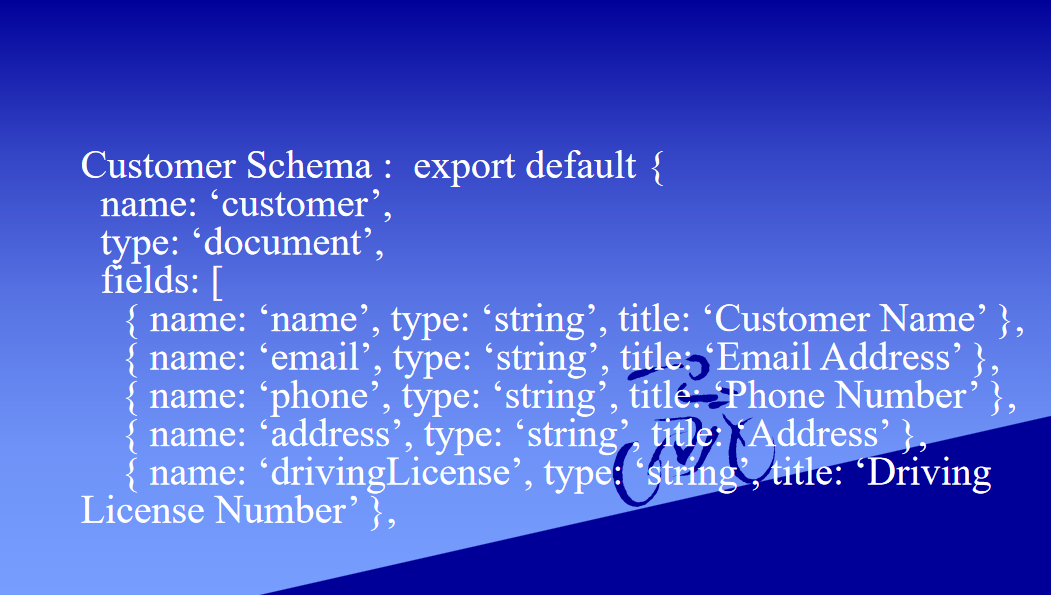 Customer Schema :  export default {
  name: ‘customer’,
  type: ‘document’,
  fields: [
    { name: ‘name’, type: ‘string’, title: ‘Customer Name’ },
    { name: ‘email’, type: ‘string’, title: ‘Email Address’ },
    { name: ‘phone’, type: ‘string’, title: ‘Phone Number’ },
    { name: ‘address’, type: ‘string’, title: ‘Address’ },
    { name: ‘drivingLicense’, type: ‘string’, title: ‘Driving
License Number’ },